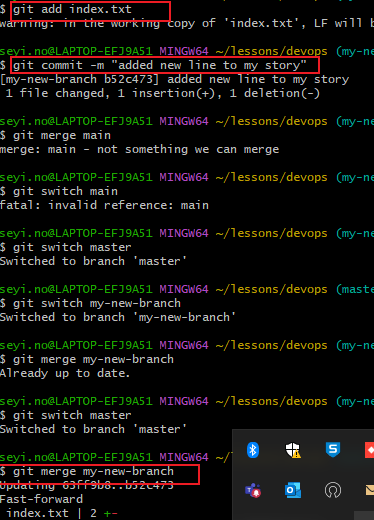 $ git add index.txt
warning: in the working copy of 'index.txt', LF will b
seyi.no@LAPTOP-EFJ9A51 MINGW64 ~/lessons/devops (my-ne
$ git commit -m "added new line to my story"
[my-new-branch b52c473] added new line to my story
1 file changed, 1 insertion(+), 1 deletion(-)
seyi.no@LAPTOP-EFJ9A51 MINGW64 ~/lessons/devops (my-ne
$ git merge main
merge: main - not something we can merge
seyi.no@LAPTOP-EFJ9A51 MINGW64 ~/lessons/devops (my-ne
$ git switch main
fatal: invalid reference: main
seyi.no@LAPTOP-EFJ9A51 MINGW64 ~/lessons/devops (my-ne
$ git switch master
Switched to branch 'master'
seyi.no@LAPTOP-EFJ9A51 MINGW64 ~/lessons/devops (maste
$ git switch my-new-branch
Switched to branch 'my-new-branch'
seyi.no@LAPTOP-EFJ9A51 MINGW64 ~/lessons/devops (my-ne
$ git merge my-new-branch
Already up to date.
seyi.no@LAPTOP-EFJ9A51 MINGW64 ~/lessons/devops (my-ne
$ git switch master
Switched to branch 'master'
seyi.no@LAPTOP-EFJ9A51 MINGW64
$ git merge my-new-branch
Updating 63ff9b8..b52c473
Fast-forward
index.txt | 2 +-